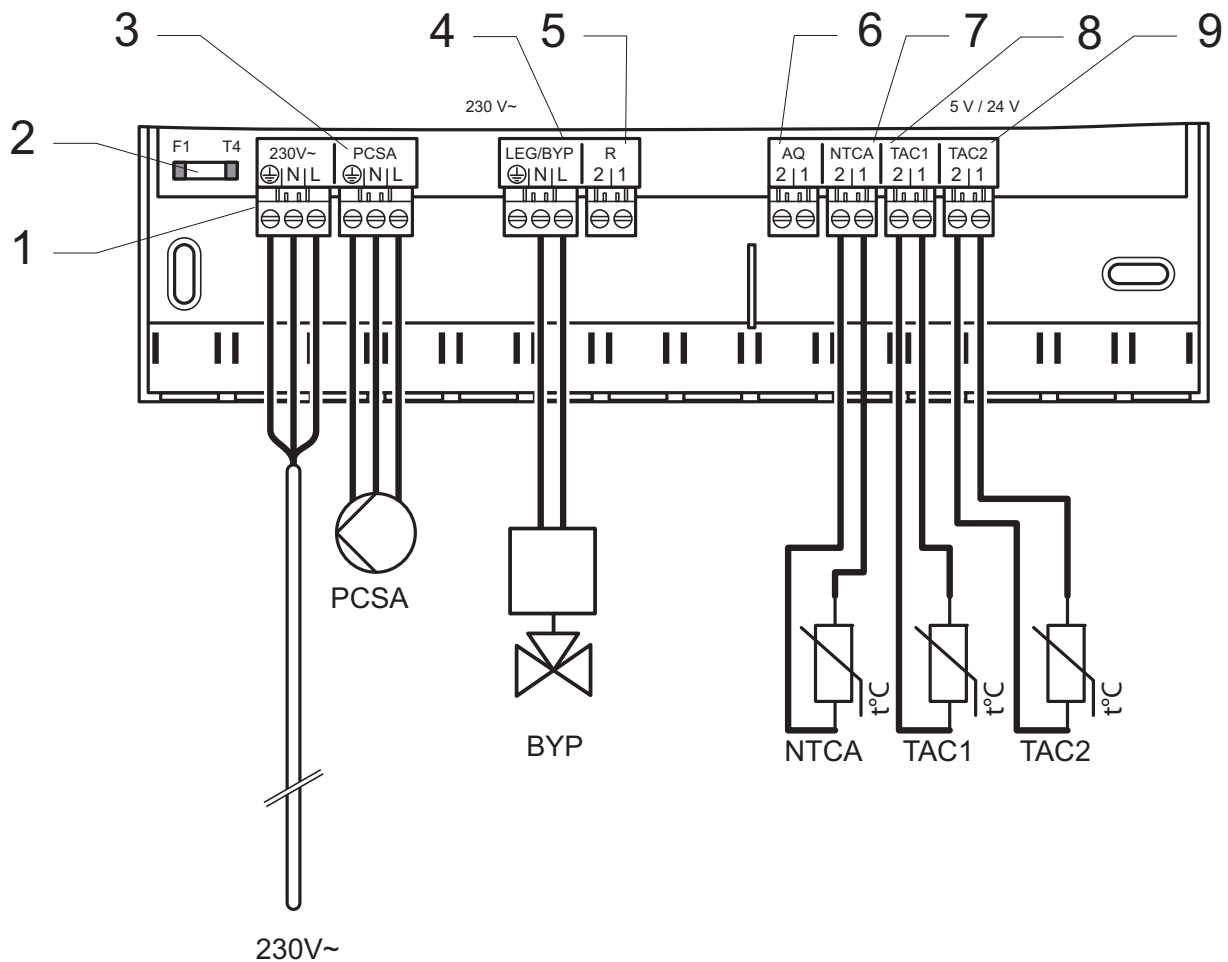 3 4 5 6 7 8 9
230 V~ 5 V / 24 V
2
F1 T4
230V~ PCSA LEG/BYP R AQ NTCA TAC1 TAC2
N L N L N L 2 1 2 1 2 1 2 1 2 1
1
PCSA
BYP
t°C t°C t°C
NTCA TAC1 TAC2
230V~